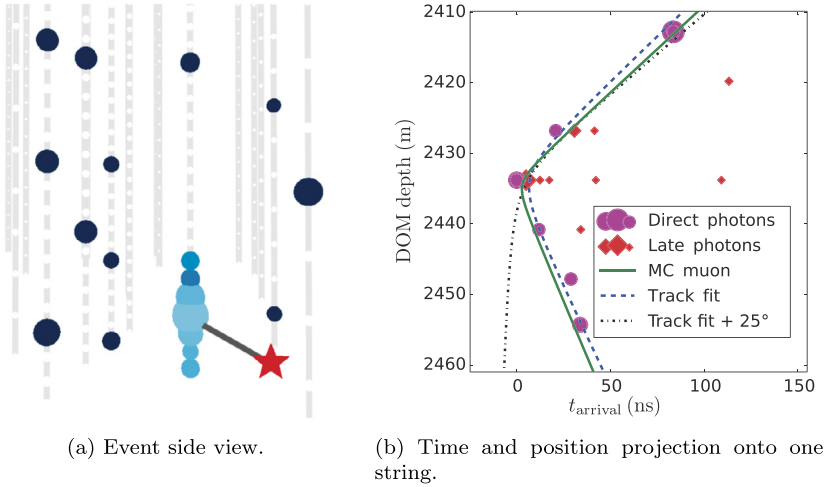 2410
2420
2430
2440
2450
2460
DOM depth (m)
Direct photons
Late photons
MC muon
Track fit
Track fit + 25°
0
50
100
150
t_arrival (ns)
(a) Event side view.
(b) Time and position projection onto one
string.